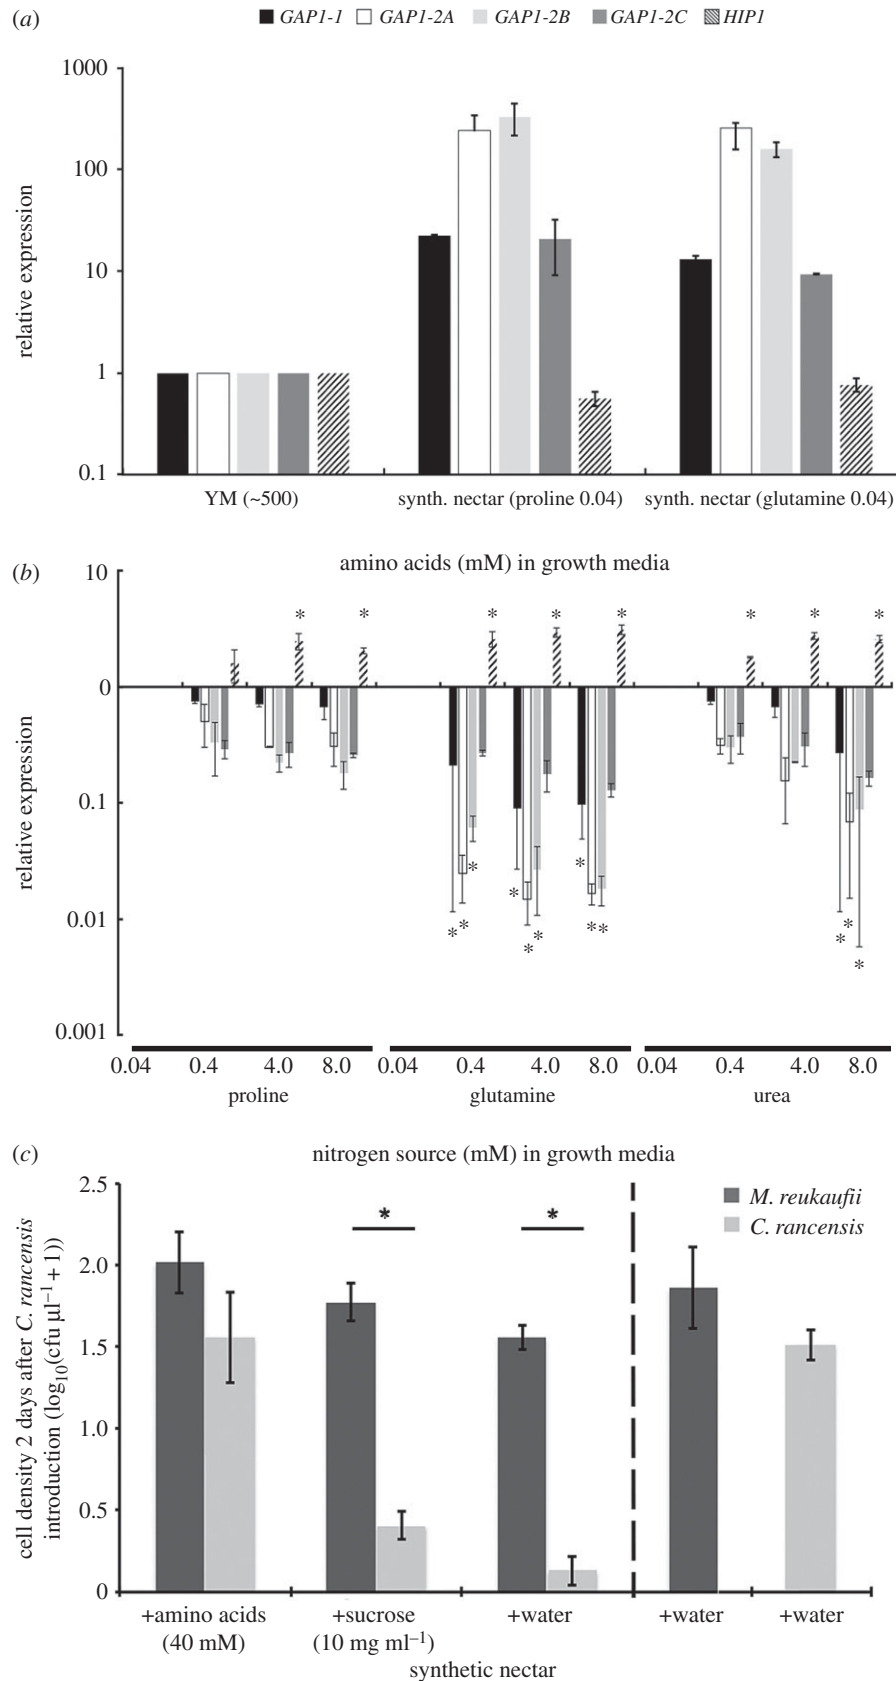 (a)
GAP1-1 GAP1-2A GAP1-2B GAP1-2C HIP1
1000
100
10
1
0.1
relative expression
YM (~500) synth. nectar (proline 0.04) synth. nectar (glutamine 0.04)
amino acids (mM) in growth media
(b)
10
0
0.1
0.01
0.001
relative expression
* * * * * * * *
* * * * * * * * * * *
0.04 0.4 4.0 8.0 0.04 0.4 4.0 8.0 0.04 0.4 4.0 8.0
proline glutamine urea
nitrogen source (mM) in growth media
(c)
2.5
2.0
1.5
1.0
0.5
0
cell density 2 days after C. rancensis
introduction (log10(cfu μl−1 + 1))
* *
M. reukaufii
C. rancensis
+amino acids +sucrose +water +water +water
(40 mM) (10 mg ml−1)
synthetic nectar